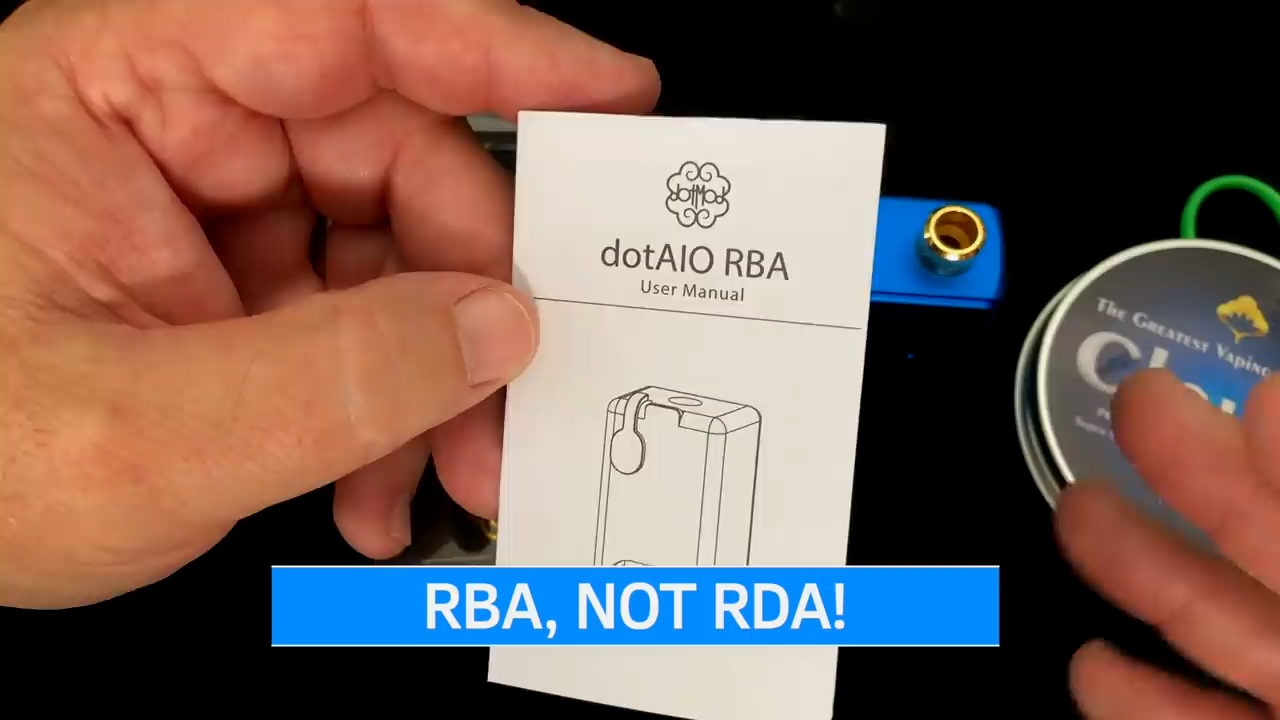 dotMod
dotAIO RBA
User Manual
THE GREATEST VAPING
RBA, NOT RDA!